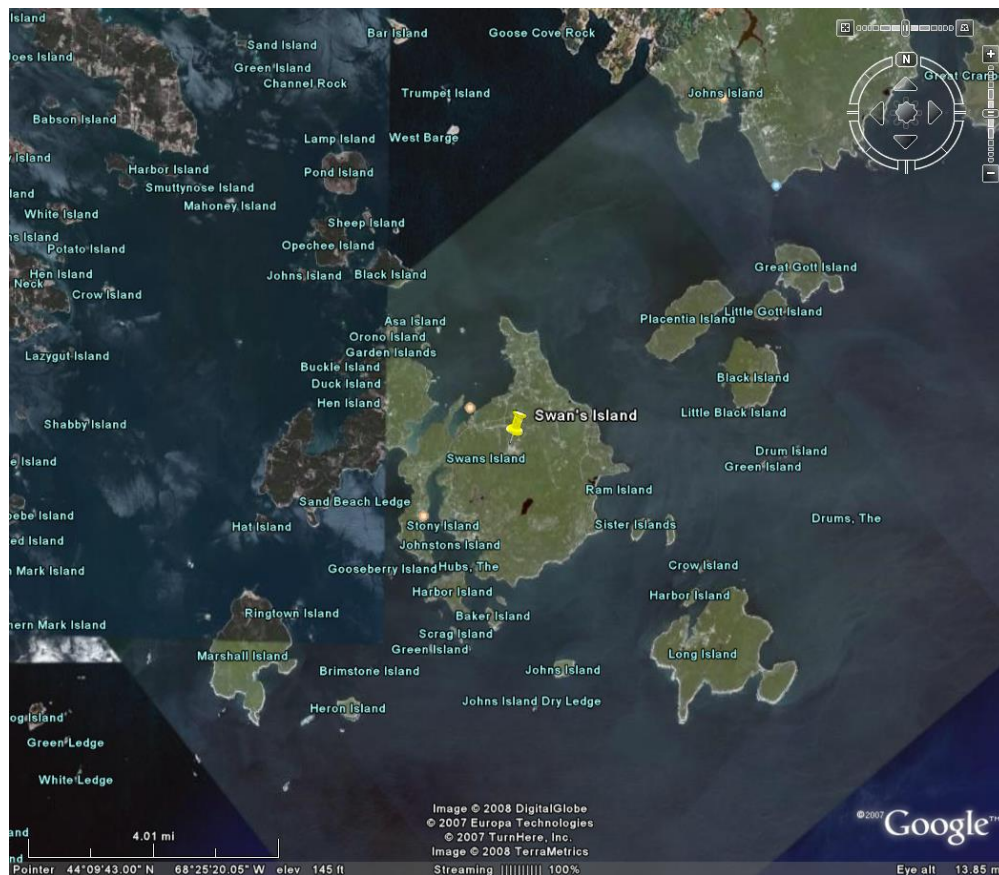 Island
Bar Island
Goose Cove Rock
Sand Island
Joes Island
Green Island
Channel Rock
Great Cranb
Trumpet Island
Johns Island
N
Babson Island
Lamp Island
West Barge
Island
Harbor Island
Pond Island
Smuttynose Island
land
Mahoney Island
White Island
Sheep Island
ns Island
Potato Island
Opechee Island
Hen Island
Neck
Johns Island
Black Island
Great Gott Island
Crow Island
Little Gott Island
Asa Island
Placentia Island
Orono Island
Garden Islands
Lazygut Island
Buckle Island
Duck Island
Black Island
Hen Island
Little Black Island
Swan's Island
Shabby Island
Drum Island
Swans Island
e Island
Green Island
Ram Island
Sand Beach Ledge
ebe Island
Drums, The
Hat Island
Stony Island
Sister Islands
ed Island
Johnstons Island
Gooseberry Island
Hubs, The
Crow Island
n Mark Island
Harbor Island
Harbor Island
Ringtown Island
Baker Island
hern Mark Island
Scrag Island
Green Island
Marshall Island
Long Island
Brimstone Island
Johns Island
Johns Island Dry Ledge
Heron Island
og Island
Green Ledge
White Ledge
Image © 2008 DigitalGlobe
© 2007 Europa Technologies
© 2007 TurnHere, Inc.
Image © 2008 TerraMetrics
©2007 Google™
and
4.01 mi
nd
Pointer 44°09'43.00" N 68°25'20.05" W elev 145 ft Streaming |||||||||| 100% Eye alt 13.85 m